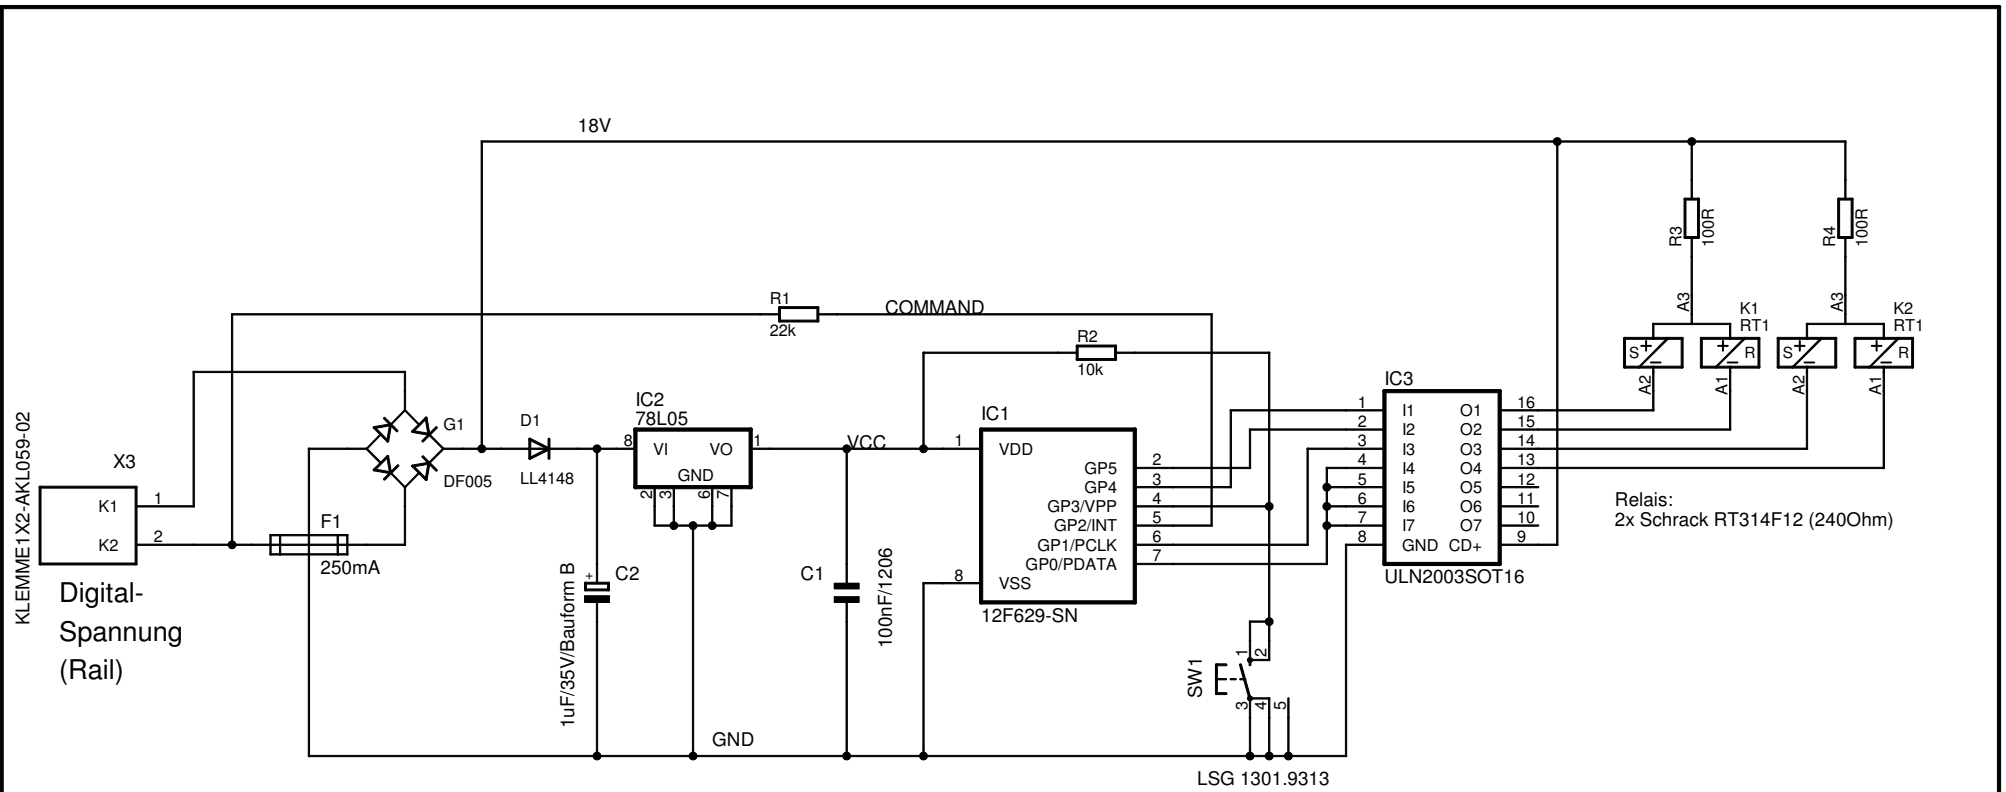 18V
R3
100R
R4
100R
A3
A3
K1
RT1
K2
RT1
S
R
S
R
A2
A1
A2
A1
R1
22k
COMMAND
R2
10k
KLEMME1X2-AKL059-02
X3
K1
1
K2
2
Digital-
Spannung
(Rail)
F1
250mA
G1
DF005
D1
LL4148
IC2
78L05
8
VI
VO
1
GND
2
3
6
7
VCC
+
C2
1uF/35V/Bauform B
C1
100nF/1206
GND
IC1
1
VDD
GP5
2
GP4
3
GP3/VPP
4
GP2/INT
5
GP1/PCLK
6
GP0/PDATA
7
8
VSS
12F629-SN
SW1
1
2
3
4
5
LSG 1301.9313
IC3
1 I1 O1 16
2 I2 O2 15
3 I3 O3 14
4 I4 O4 13
5 I5 O5 12
6 I6 O6 11
7 I7 O7 10
8 GND CD+ 9
ULN2003SOT16
Relais:
2x Schrack RT314F12 (240Ohm)